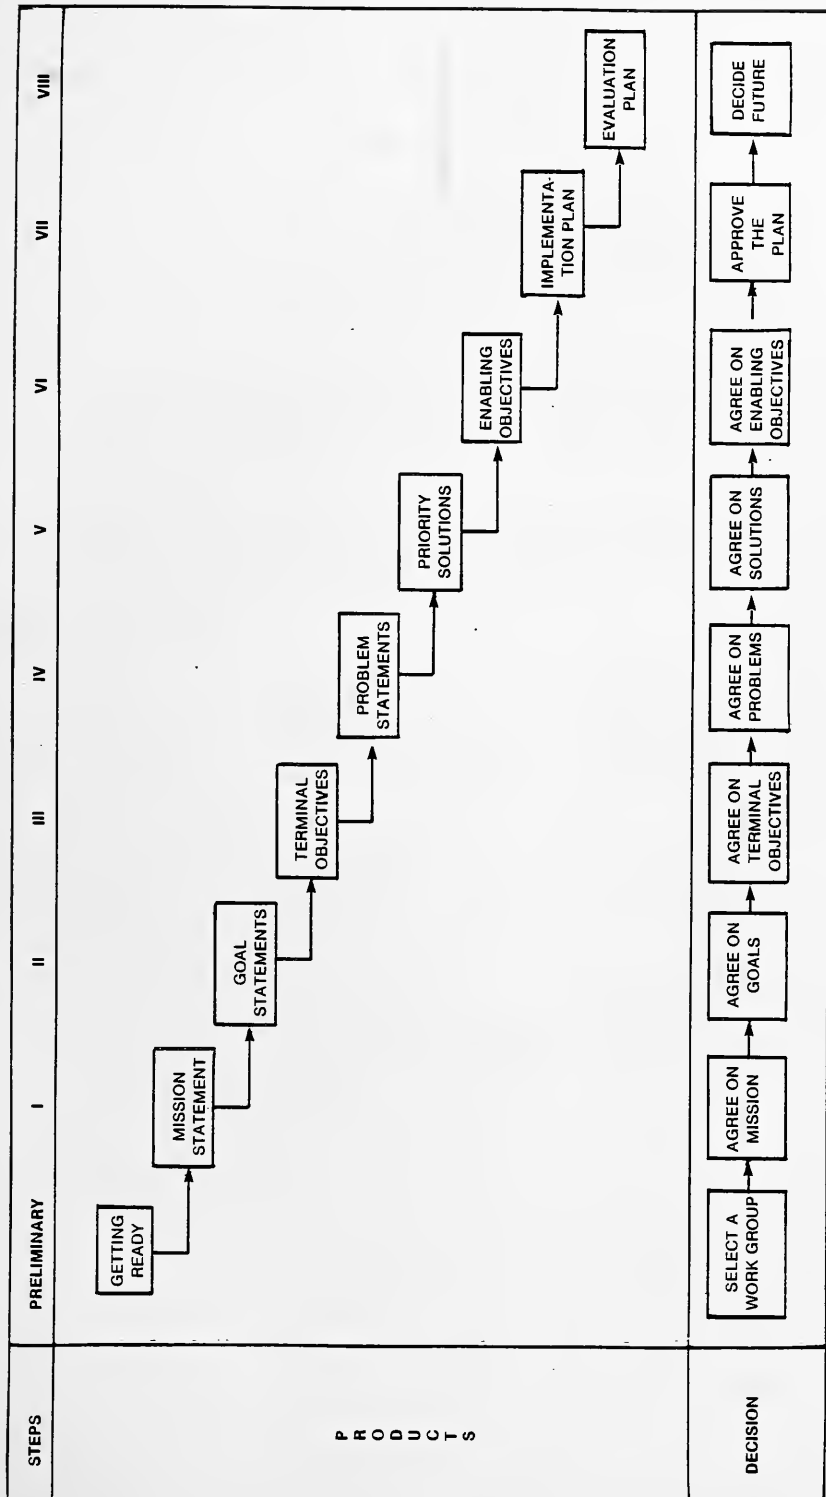 STEPS
PRELIMINARY
I
II
III
IV
V
VI
VII
VIII
P
R
O
D
U
C
T
S
GETTING
READY
MISSION
STATEMENT
GOAL
STATEMENTS
TERMINAL
OBJECTIVES
PROBLEM
STATEMENTS
PRIORITY
SOLUTIONS
ENABLING
OBJECTIVES
IMPLEMENTA-
TION PLAN
EVALUATION
PLAN
DECISION
SELECT A
WORK GROUP
AGREE ON
MISSION
AGREE ON
GOALS
AGREE ON
TERMINAL
OBJECTIVES
AGREE ON
PROBLEMS
AGREE ON
SOLUTIONS
AGREE ON
ENABLING
OBJECTIVES
APPROVE
THE
PLAN
DECIDE
FUTURE